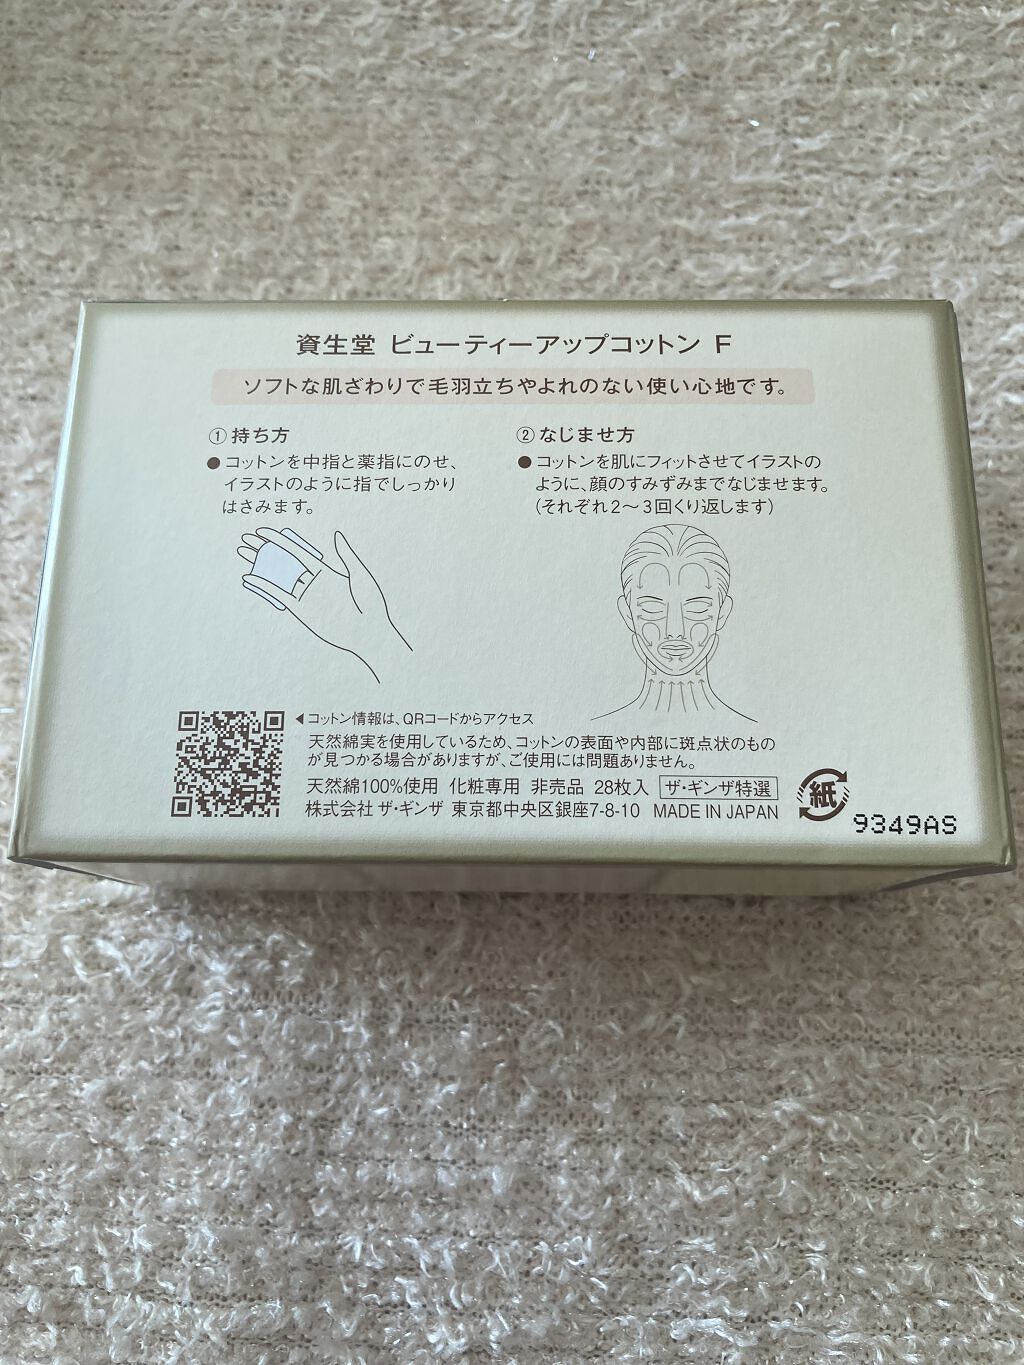 資生堂 ビューティーアップコットン F
ソフトな肌ざわりで毛羽立ちやよれのない使い心地です。
① 持ち方
● コットンを中指と薬指にのせ、
イラストのように指でしっかり
はさみます。
② なじませ方
● コットンを肌にフィットさせてイラストの
ように、顔のすみずみまでなじませます。
(それぞれ2〜3回くり返します)
◀コットン情報は、QRコードからアクセス
天然綿実を使用しているため、コットンの表面や内部に斑点状のもの
が見つかる場合がありますが、ご使用には問題ありません。
天然綿100%使用 化粧専用 非売品 28枚入 ザ・ギンザ特選
株式会社 ザ・ギンザ 東京都中央区銀座7-8-10 MADE IN JAPAN
紙
9349AS